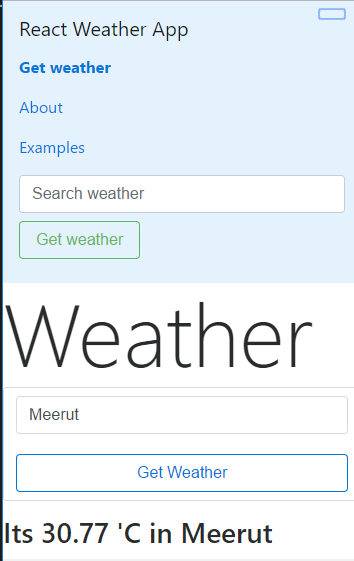 React Weather App
Get weather
About
Examples
Search weather
Get weather
Weather
Meerut
Get Weather
Its 30.77 'C in Meerut